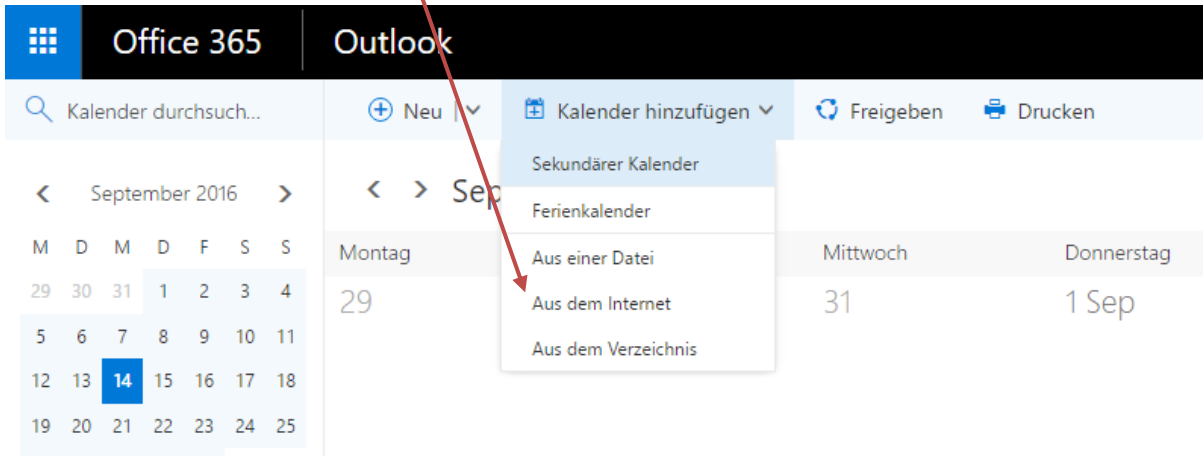 Office 365 Outlook
Kalender durchsuch... Neu Kalender hinzufügen Freigeben Drucken
Sekundärer Kalender
September 2016 Sep
Ferienkalender
M D M D F S S Montag Aus einer Datei Mittwoch Donnerstag
29 30 31 1 2 3 4 29 Aus dem Internet 31 1 Sep
5 6 7 8 9 10 11 Aus dem Verzeichnis
12 13 14 15 16 17 18
19 20 21 22 23 24 25